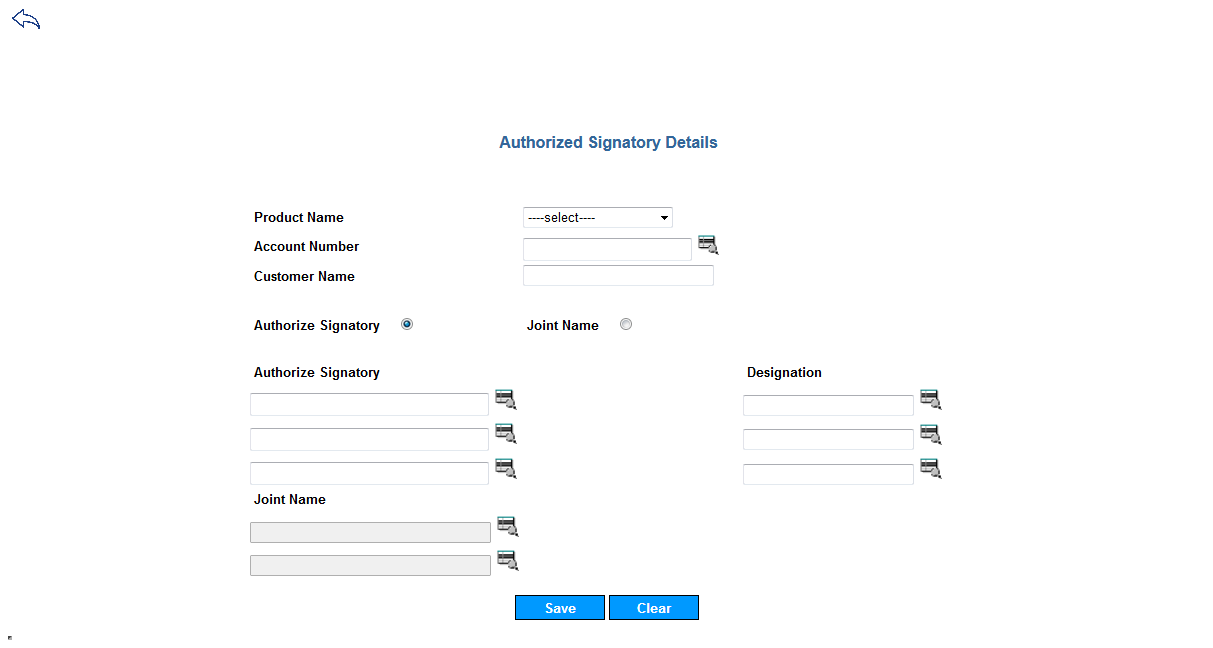 Authorized Signatory Details
Product Name ----select----
Account Number
Customer Name
Authorize Signatory Joint Name
Authorize Signatory Designation
Joint Name
Save Clear